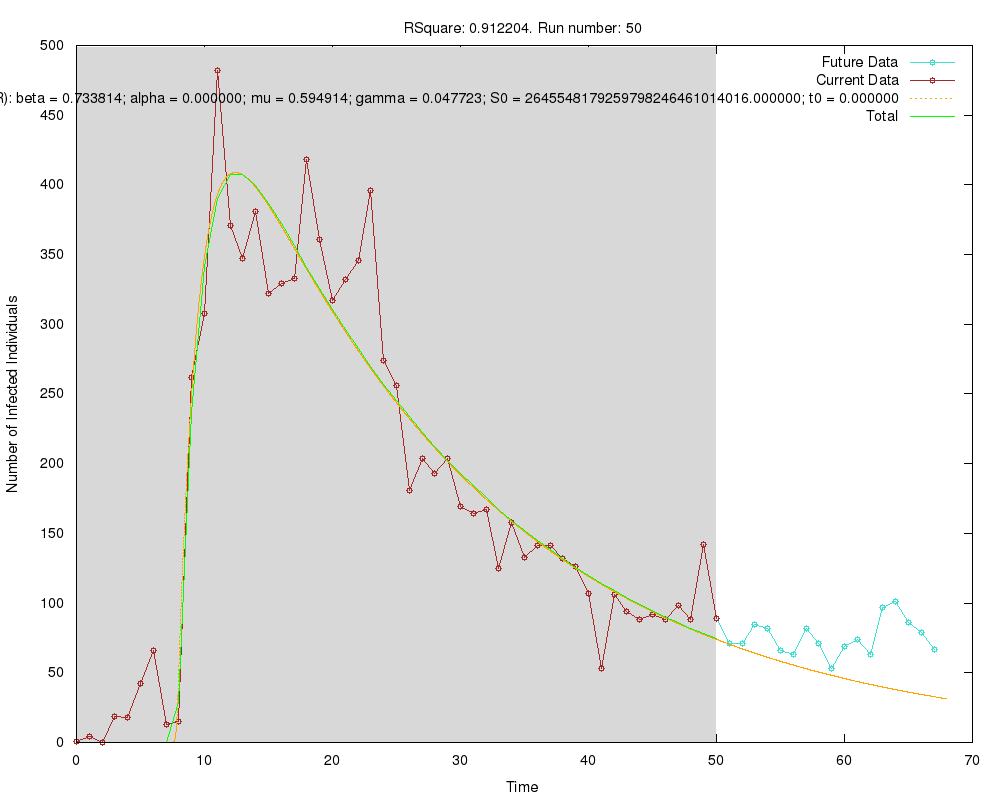 RSquare: 0.912204. Run number: 50
500
450
400
350
300
250
200
150
100
50
0
Number of Infected Individuals
Future Data
Current Data
R): beta = 0.733814; alpha = 0.000000; mu = 0.594914; gamma = 0.047723; S0 = 26455481792597982464610140​16.000000; t0 = 0.000000
Total
0 10 20 30 40 50 60 70
Time